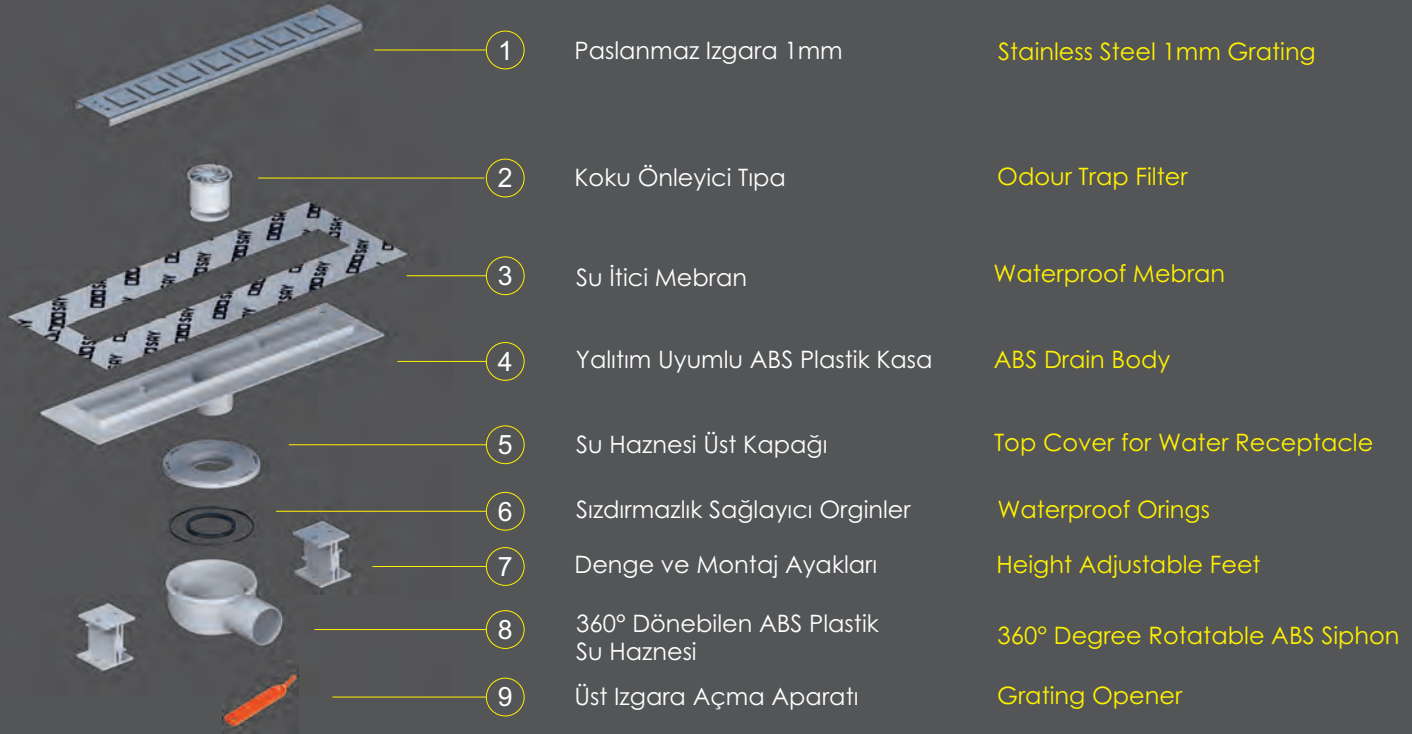 1 Paslanmaz Izgara 1mm Stainless Steel 1mm Grating
2 Koku Önleyici Tıpa Odour Trap Filter
3 Su İtici Mebran Waterproof Mebran
4 Yalıtım Uyumlu ABS Plastik Kasa ABS Drain Body
5 Su Haznesi Üst Kapağı Top Cover for Water Receptacle
6 Sızdırmazlık Sağlayıcı Orginler Waterproof Orings
7 Denge ve Montaj Ayakları Height Adjustable Feet
8 360° Dönebilen ABS Plastik
Su Haznesi
360° Degree Rotatable ABS Siphon
9 Üst Izgara Açma Aparatı Grating Opener
SAY